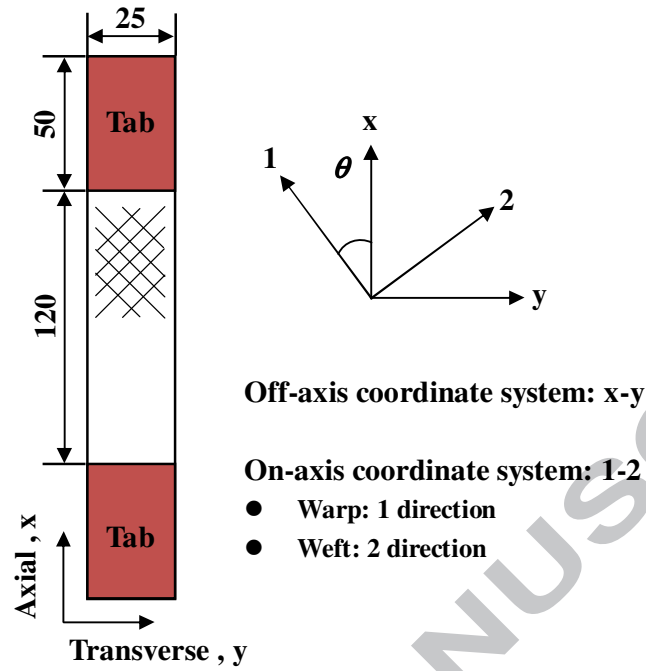 25
50
Tab
120
Tab
Axial , x
Transverse , y
x
1
θ
2
y
Off-axis coordinate system: x-y
On-axis coordinate system: 1-2
● Warp: 1 direction
● Weft: 2 direction
NUS